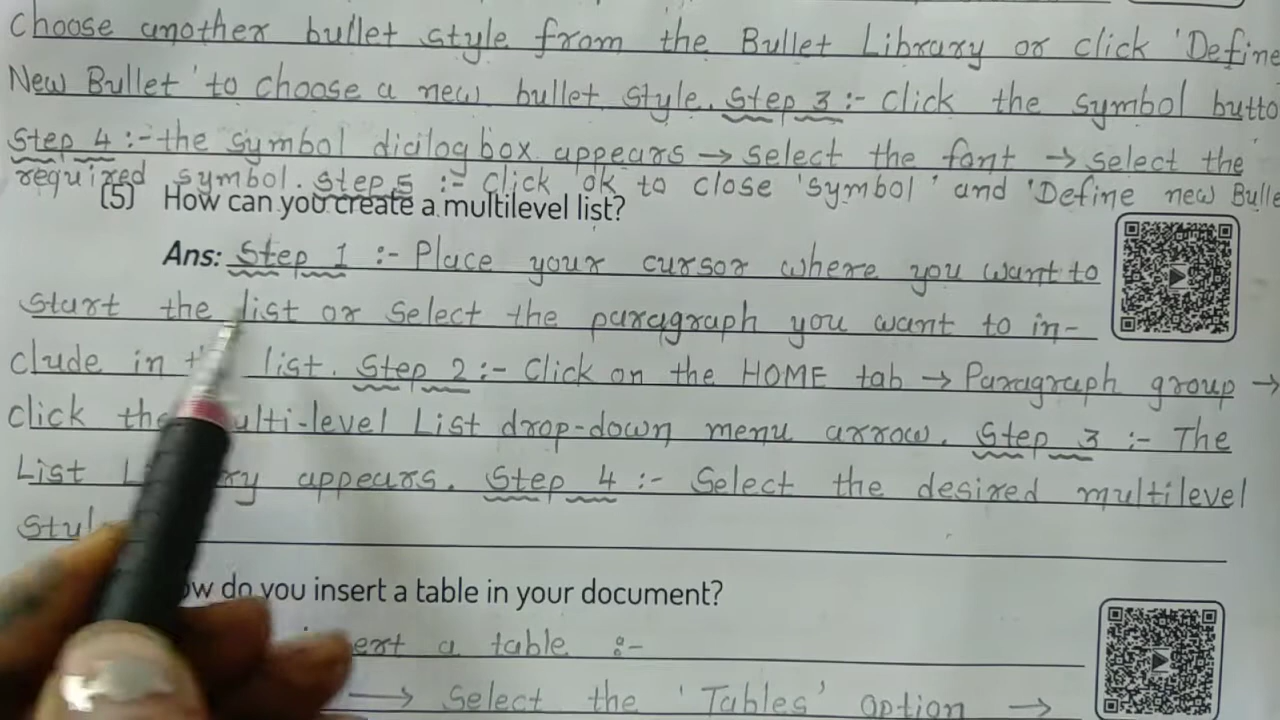 Choose another bullet style from the Bullet Library or click 'Define
New Bullet' to choose a new bullet style. Step 3 :- click the symbol butto
Step 4 :- the symbol dialog box appears → select the font → select the
required symbol. Step 5 :- Click ok to close 'symbol' and 'Define new Bulle
(5) How can you create a multilevel list?
Ans: Step 1 :- Place your cursor where you want to
start the list or select the paragraph you want to in-
clude in list. Step 2 :- Click on the HOME tab → Paragraph group →
click the ulti-level List drop-down menu arrow. Step 3 :- The
List appears. Step 4 :- Select the desired multilevel
ow do you insert a table in your document?
ert a table :-
→ Select the 'Tables' option →